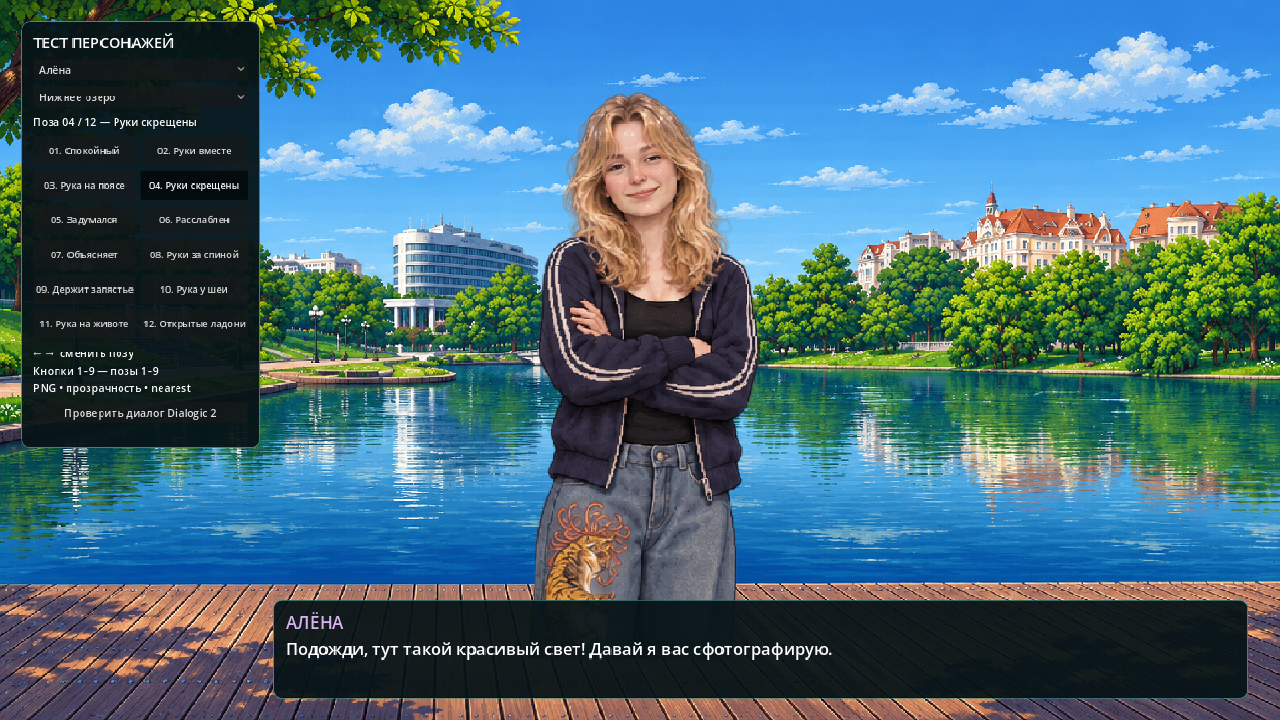 ТЕСТ ПЕРСОНАЖЕЙ
Алёна
Нижнее озеро
Поза 04 / 12 — Руки скрещены
01. Спокойный
02. Руки вместе
03. Рука на поясе
04. Руки скрещены
05. Задумался
06. Расслаблен
07. Объясняет
08. Руки за спиной
09. Держит запястье
10. Рука у шеи
11. Рука на животе
12. Открытые ладони
← → сменить позу
Кнопки 1–9 — позы 1–9
PNG • прозрачность • nearest
Проверить диалог Dialogic 2
АЛЁНА
Подожди, тут такой красивый свет! Давай я вас сфотографирую.